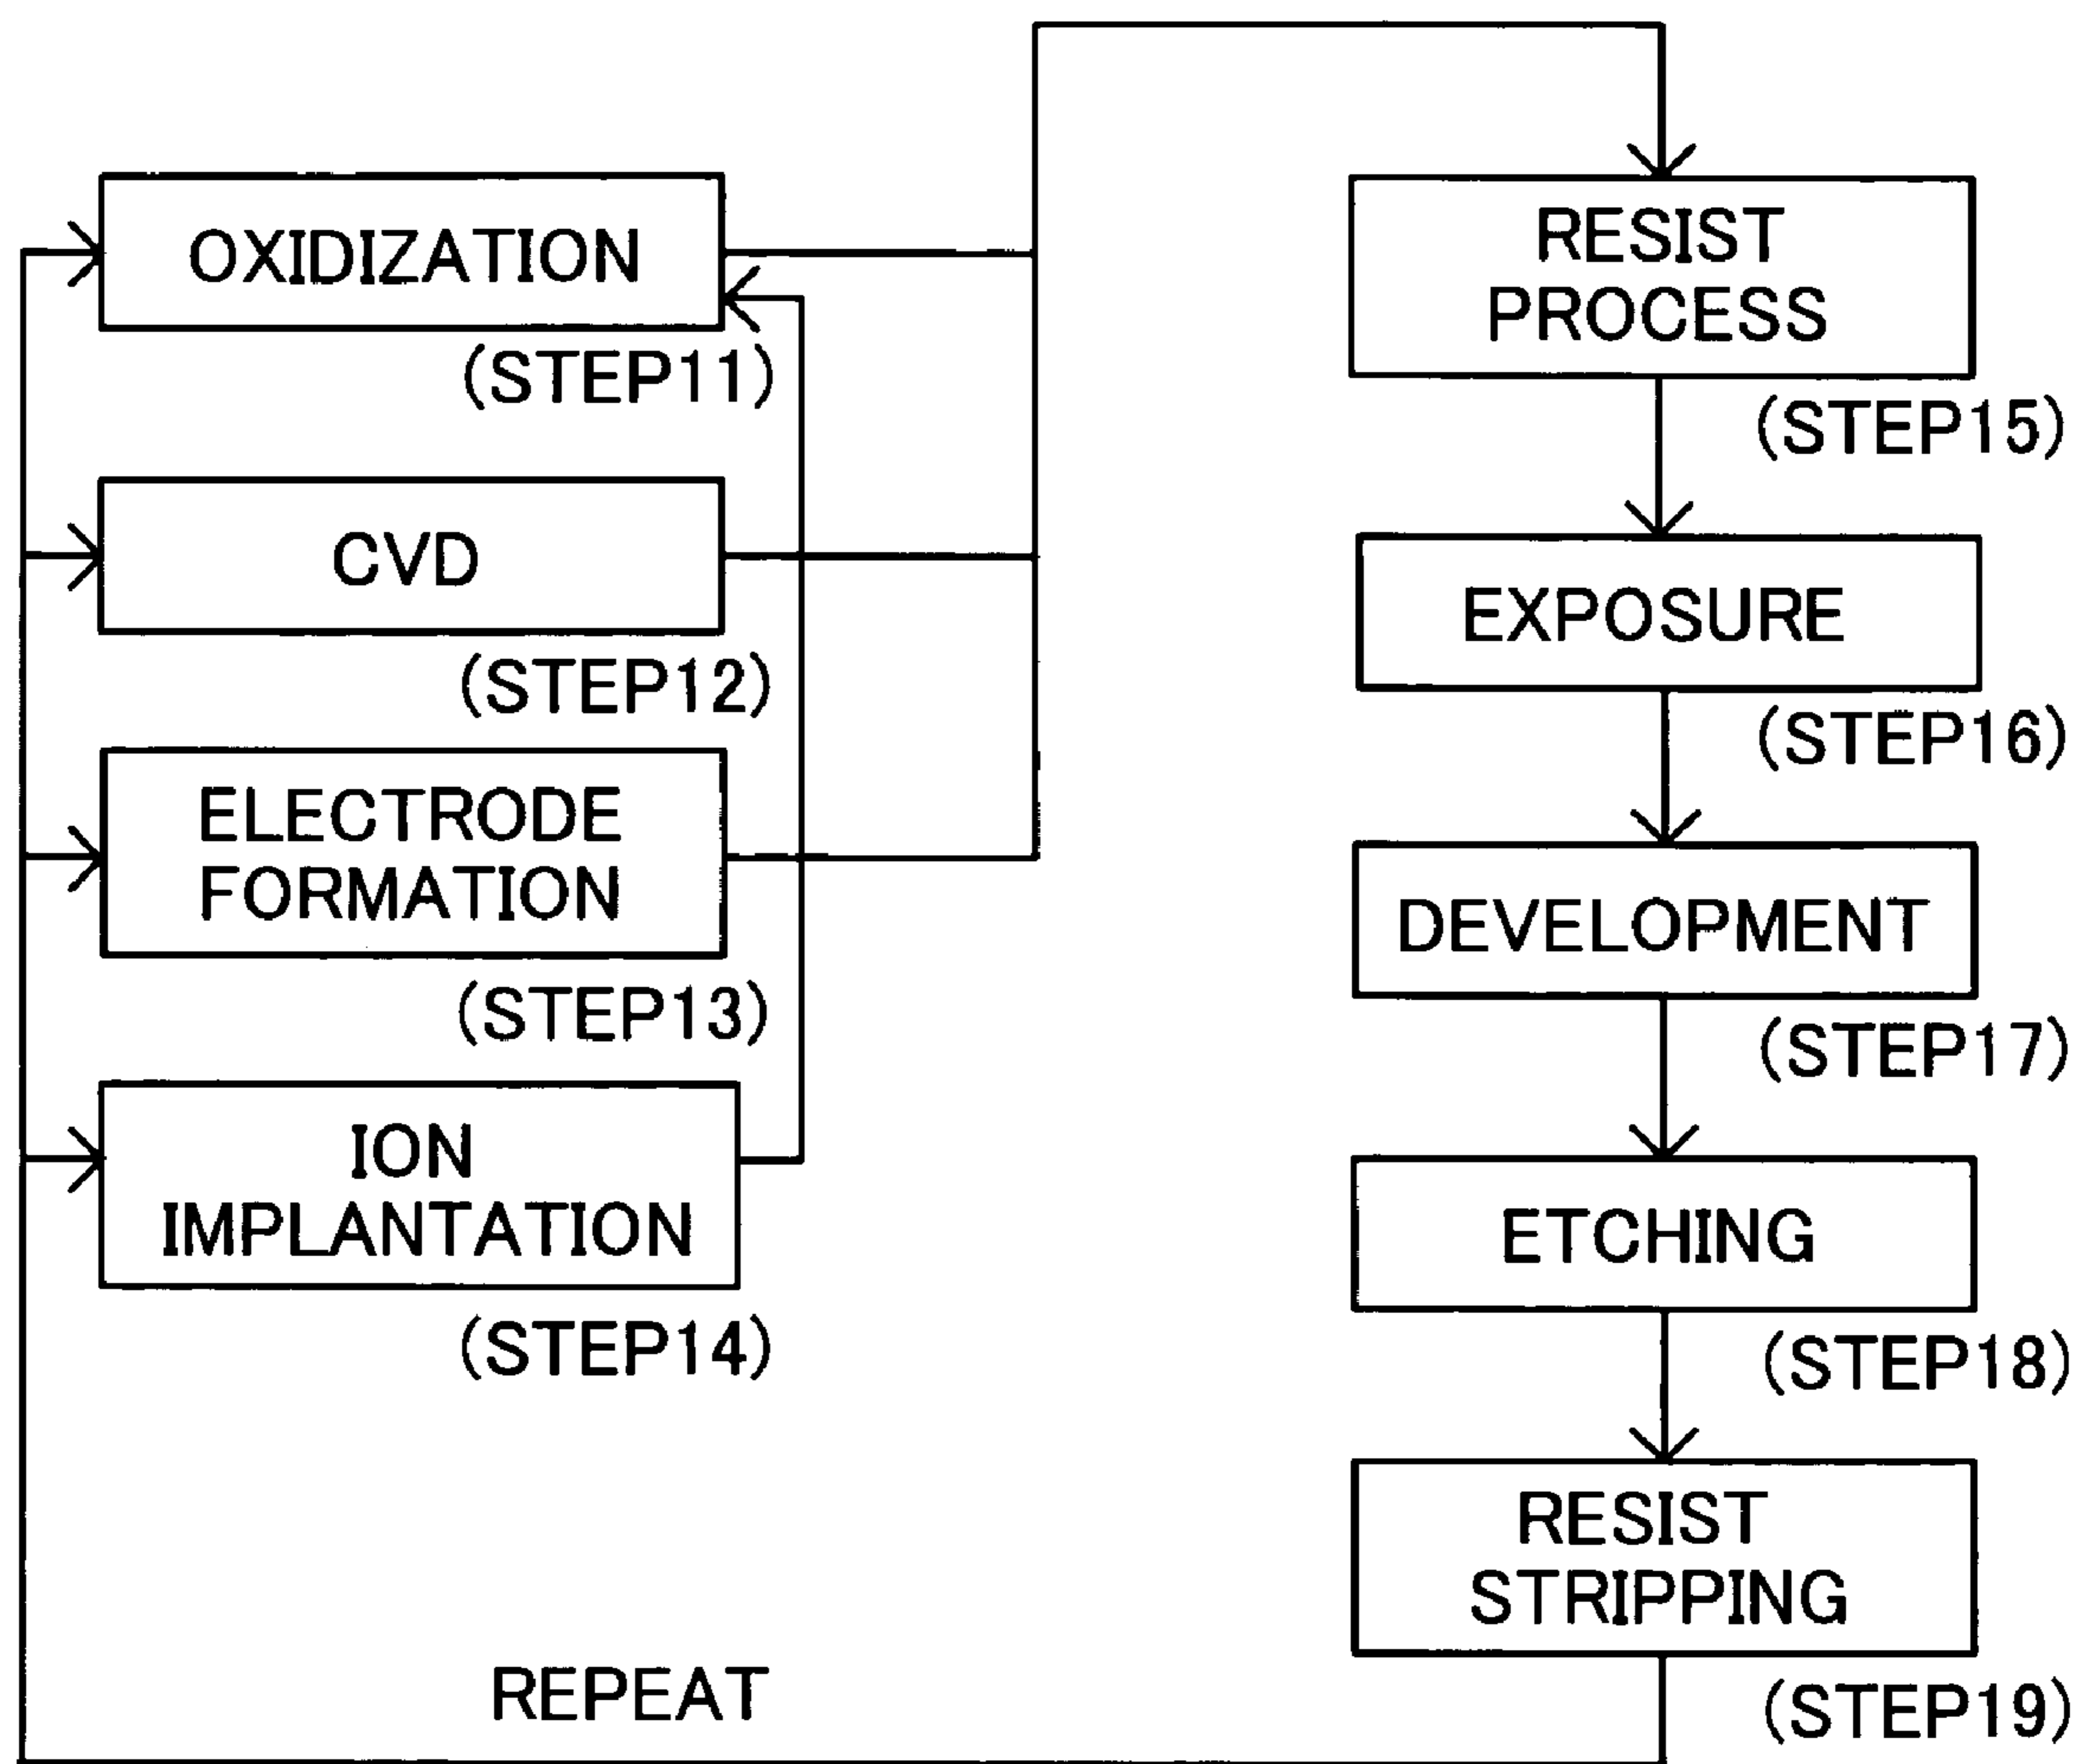 OXIDIZATION
(STEP11)
CVD
(STEP12)
ELECTRODE
FORMATION
(STEP13)
ION
IMPLANTATION
(STEP14)
REPEAT
RESIST
PROCESS
(STEP15)
EXPOSURE
(STEP16)
DEVELOPMENT
(STEP17)
ETCHING
(STEP18)
RESIST
STRIPPING
(STEP19)